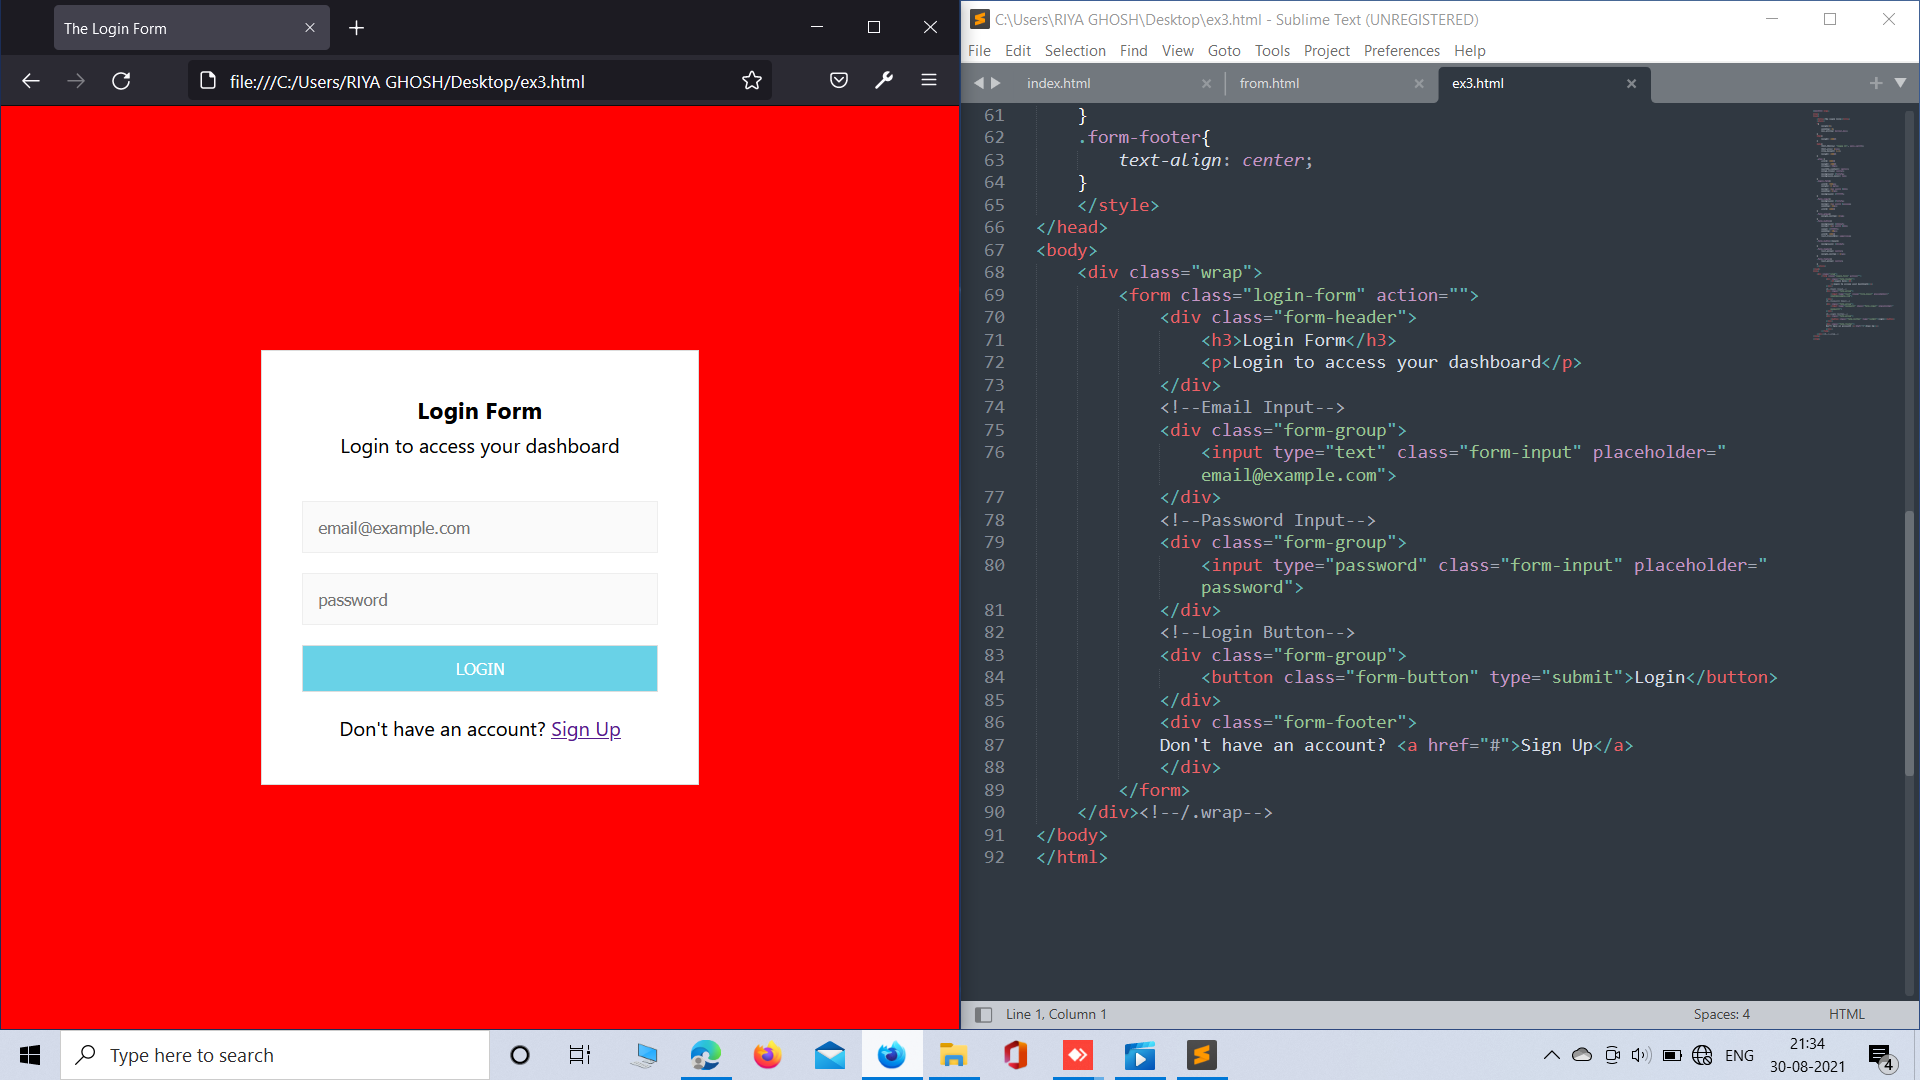 The Login Form
file:///C:/Users/RIYA GHOSH/Desktop/ex3.html
Login Form
Login to access your dashboard
email@example.com
password
LOGIN
Don't have an account? Sign Up
C:\Users\RIYA GHOSH\Desktop\ex3.html - Sublime Text (UNREGISTERED)
File Edit Selection Find View Goto Tools Project Preferences Help
index.html from.html ex3.html
61 }
62 .form-footer{
63 text-align: center;
64 }
65 </style>
66 </head>
67 <body>
68 <div class="wrap">
69 <form class="login-form" action="">
70 <div class="form-header">
71 <h3>Login Form</h3>
72 <p>Login to access your dashboard</p>
73 </div>
74 <!--Email Input-->
75 <div class="form-group">
76 <input type="text" class="form-input" placeholder="
email@example.com">
77 </div>
78 <!--Password Input-->
79 <div class="form-group">
80 <input type="password" class="form-input" placeholder="
password">
81 </div>
82 <!--Login Button-->
83 <div class="form-group">
84 <button class="form-button" type="submit">Login</button>
85 </div>
86 <div class="form-footer">
87 Don't have an account? <a href="#">Sign Up</a>
88 </div>
89 </form>
90 </div><!--/.wrap-->
91 </body>
92 </html>
Line 1, Column 1 Spaces: 4 HTML
Type here to search
ENG
21:34
30-08-2021
4